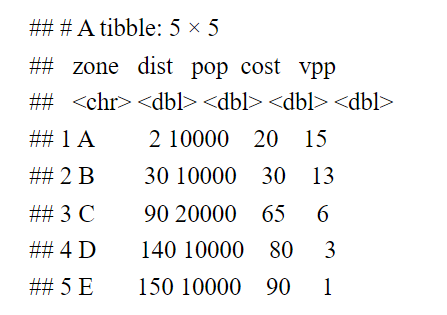 ## # A tibble: 5 × 5
## zone dist pop cost vpp
## <chr> <dbl> <dbl> <dbl> <dbl>
## 1 A 2 10000 20 15
## 2 B 30 10000 30 13
## 3 C 90 20000 65 6
## 4 D 140 10000 80 3
## 5 E 150 10000 90 1